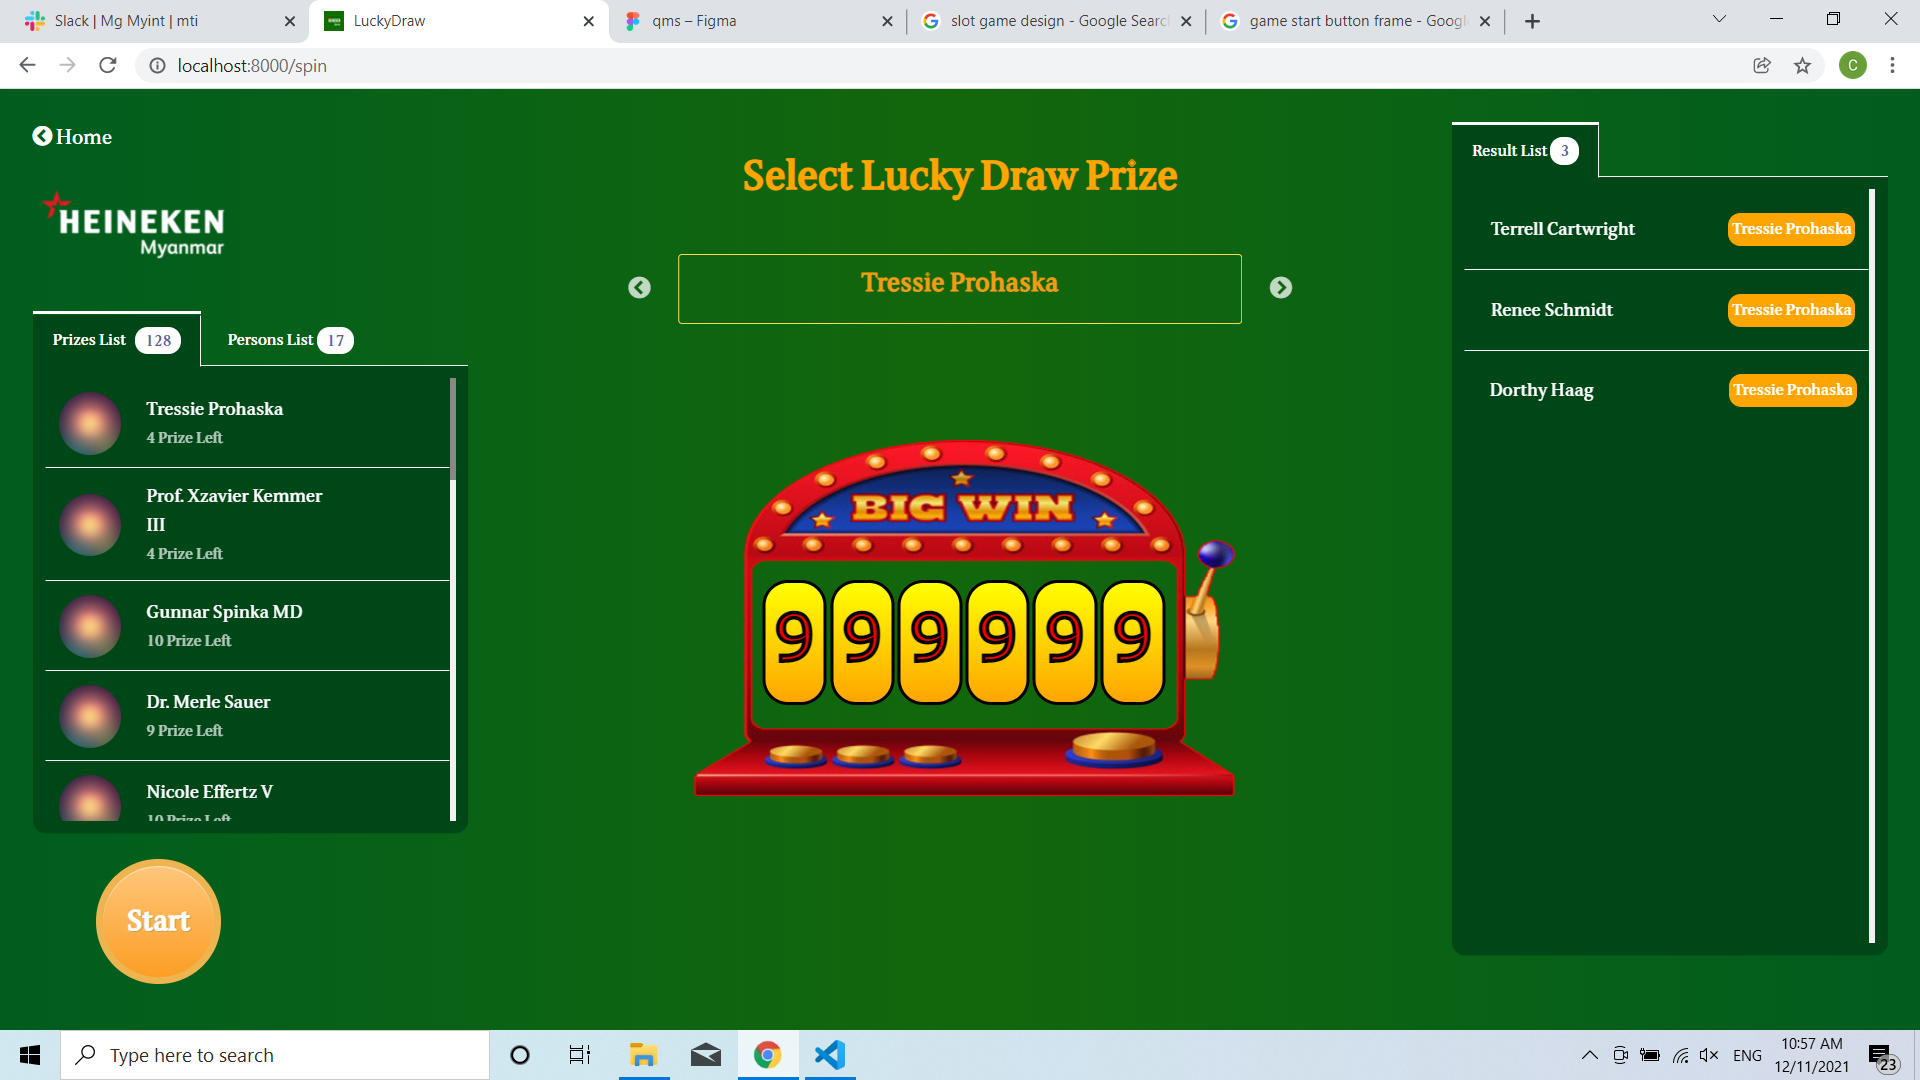 Slack | Mg Myint | mti
LuckyDraw
qms – Figma
slot game design - Google Searc
game start button frame - Googl
localhost:8000/spin
C
Home
HEINEKEN
Myanmar
Select Lucky Draw Prize
Tressie Prohaska
Prizes List 128
Persons List 17
Tressie Prohaska
4 Prize Left
Prof. Xzavier Kemmer
III
4 Prize Left
Gunnar Spinka MD
10 Prize Left
Dr. Merle Sauer
9 Prize Left
Nicole Effertz V
10 Prize Left
Start
BIG WIN
9 9 9 9 9 9
Result List 3
Terrell Cartwright Tressie Prohaska
Renee Schmidt Tressie Prohaska
Dorthy Haag Tressie Prohaska
Type here to search
ENG
10:57 AM
12/11/2021
23